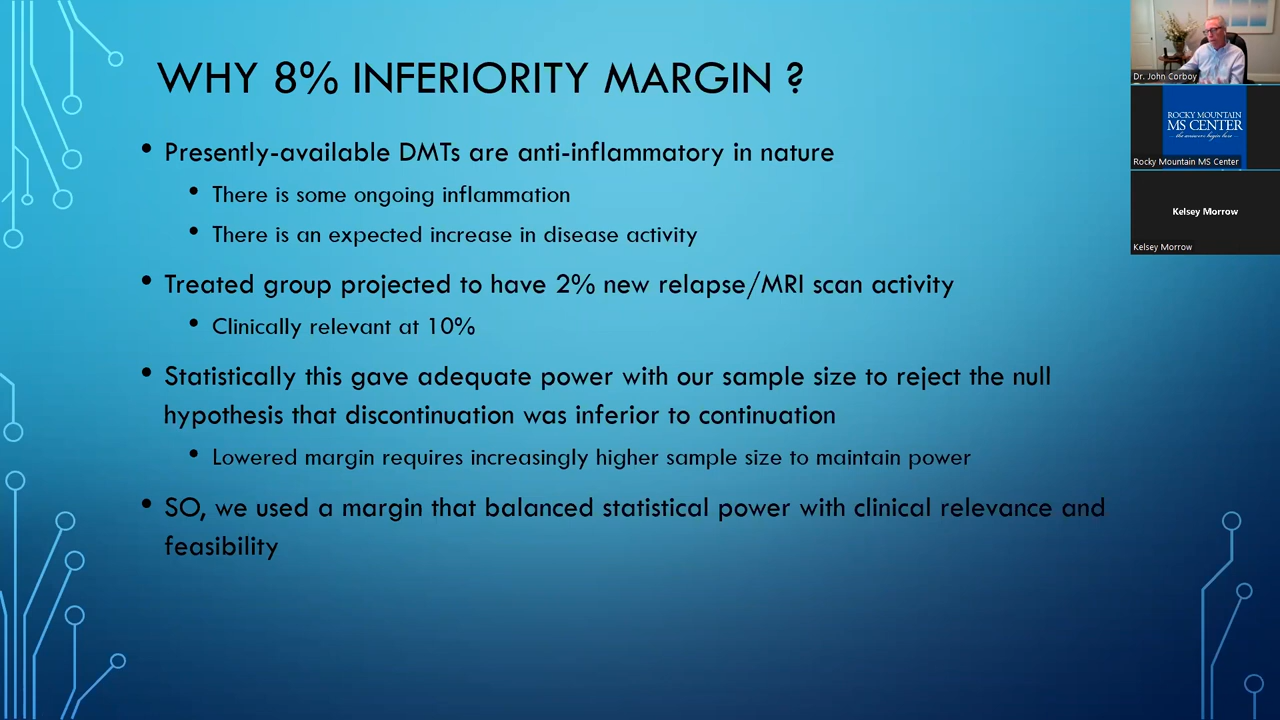 WHY 8% INFERIORITY MARGIN ?
• Presently-available DMTs are anti-inflammatory in nature
• There is some ongoing inflammation
• There is an expected increase in disease activity
• Treated group projected to have 2% new relapse/MRI scan activity
• Clinically relevant at 10%
• Statistically this gave adequate power with our sample size to reject the null
hypothesis that discontinuation was inferior to continuation
• Lowered margin requires increasingly higher sample size to maintain power
• SO, we used a margin that balanced statistical power with clinical relevance and
feasibility
Dr. John Corboy
ROCKY MOUNTAIN
MS CENTER
the answers begin here
Rocky Mountain MS Center
Kelsey Morrow
Kelsey Morrow